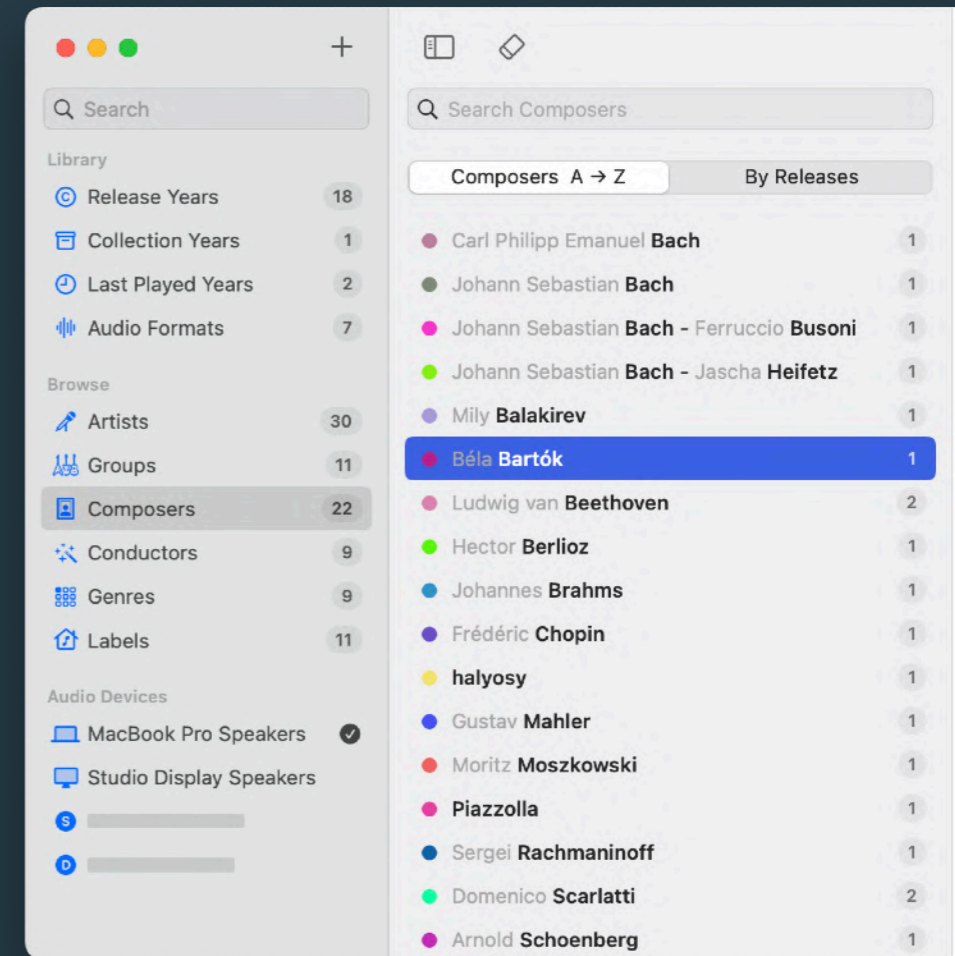 Search
Library
Release Years 18
Collection Years 1
Last Played Years 2
Audio Formats 7
Browse
Artists 30
Groups 11
Composers 22
Conductors 9
Genres 9
Labels 11
Audio Devices
MacBook Pro Speakers
Studio Display Speakers
S
D
Search Composers
Composers A → Z By Releases
Carl Philipp Emanuel Bach 1
Johann Sebastian Bach 1
Johann Sebastian Bach - Ferruccio Busoni 1
Johann Sebastian Bach - Jascha Heifetz 1
Mily Balakirev 1
Béla Bartók 1
Ludwig van Beethoven 2
Hector Berlioz 1
Johannes Brahms 1
Frédéric Chopin 1
halyosy 1
Gustav Mahler 1
Moritz Moszkowski 1
Piazzolla 1
Sergei Rachmaninoff 1
Domenico Scarlatti 2
Arnold Schoenberg 1